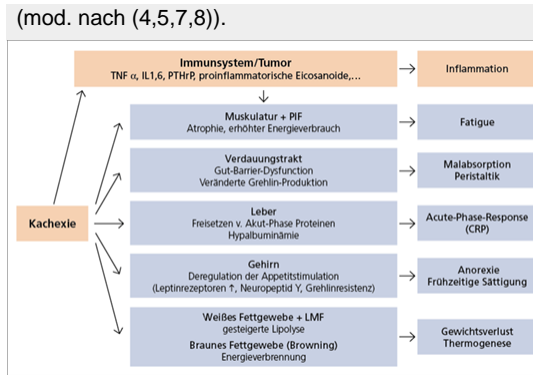 (mod. nach (4,5,7,8)).
Immunsystem/Tumor
TNF α, IL1,6, PTHrP, proinflammatorische Eicosanoide,...
Inflammation
Muskulatur + PIF
Atrophie, erhöhter Energieverbrauch
Fatigue
Verdauungstrakt
Gut-Barrier-Dysfunction
Veränderte Grehlin-Produktion
Malabsorption
Peristaltik
Kachexie
Leber
Freisetzen v. Akut-Phase Proteinen
Hypalbuminämie
Acute-Phase-Response
(CRP)
Gehirn
Deregulation der Appetitstimulation
(Leptinrezeptoren ↑, Neuropeptid Y, Grehlinresistenz)
Anorexie
Frühzeitige Sättigung
Weißes Fettgewebe + LMF
gesteigerte Lipolyse
Braunes Fettgewebe (Browning)
Energieverbrennung
Gewichtsverlust
Thermogenese